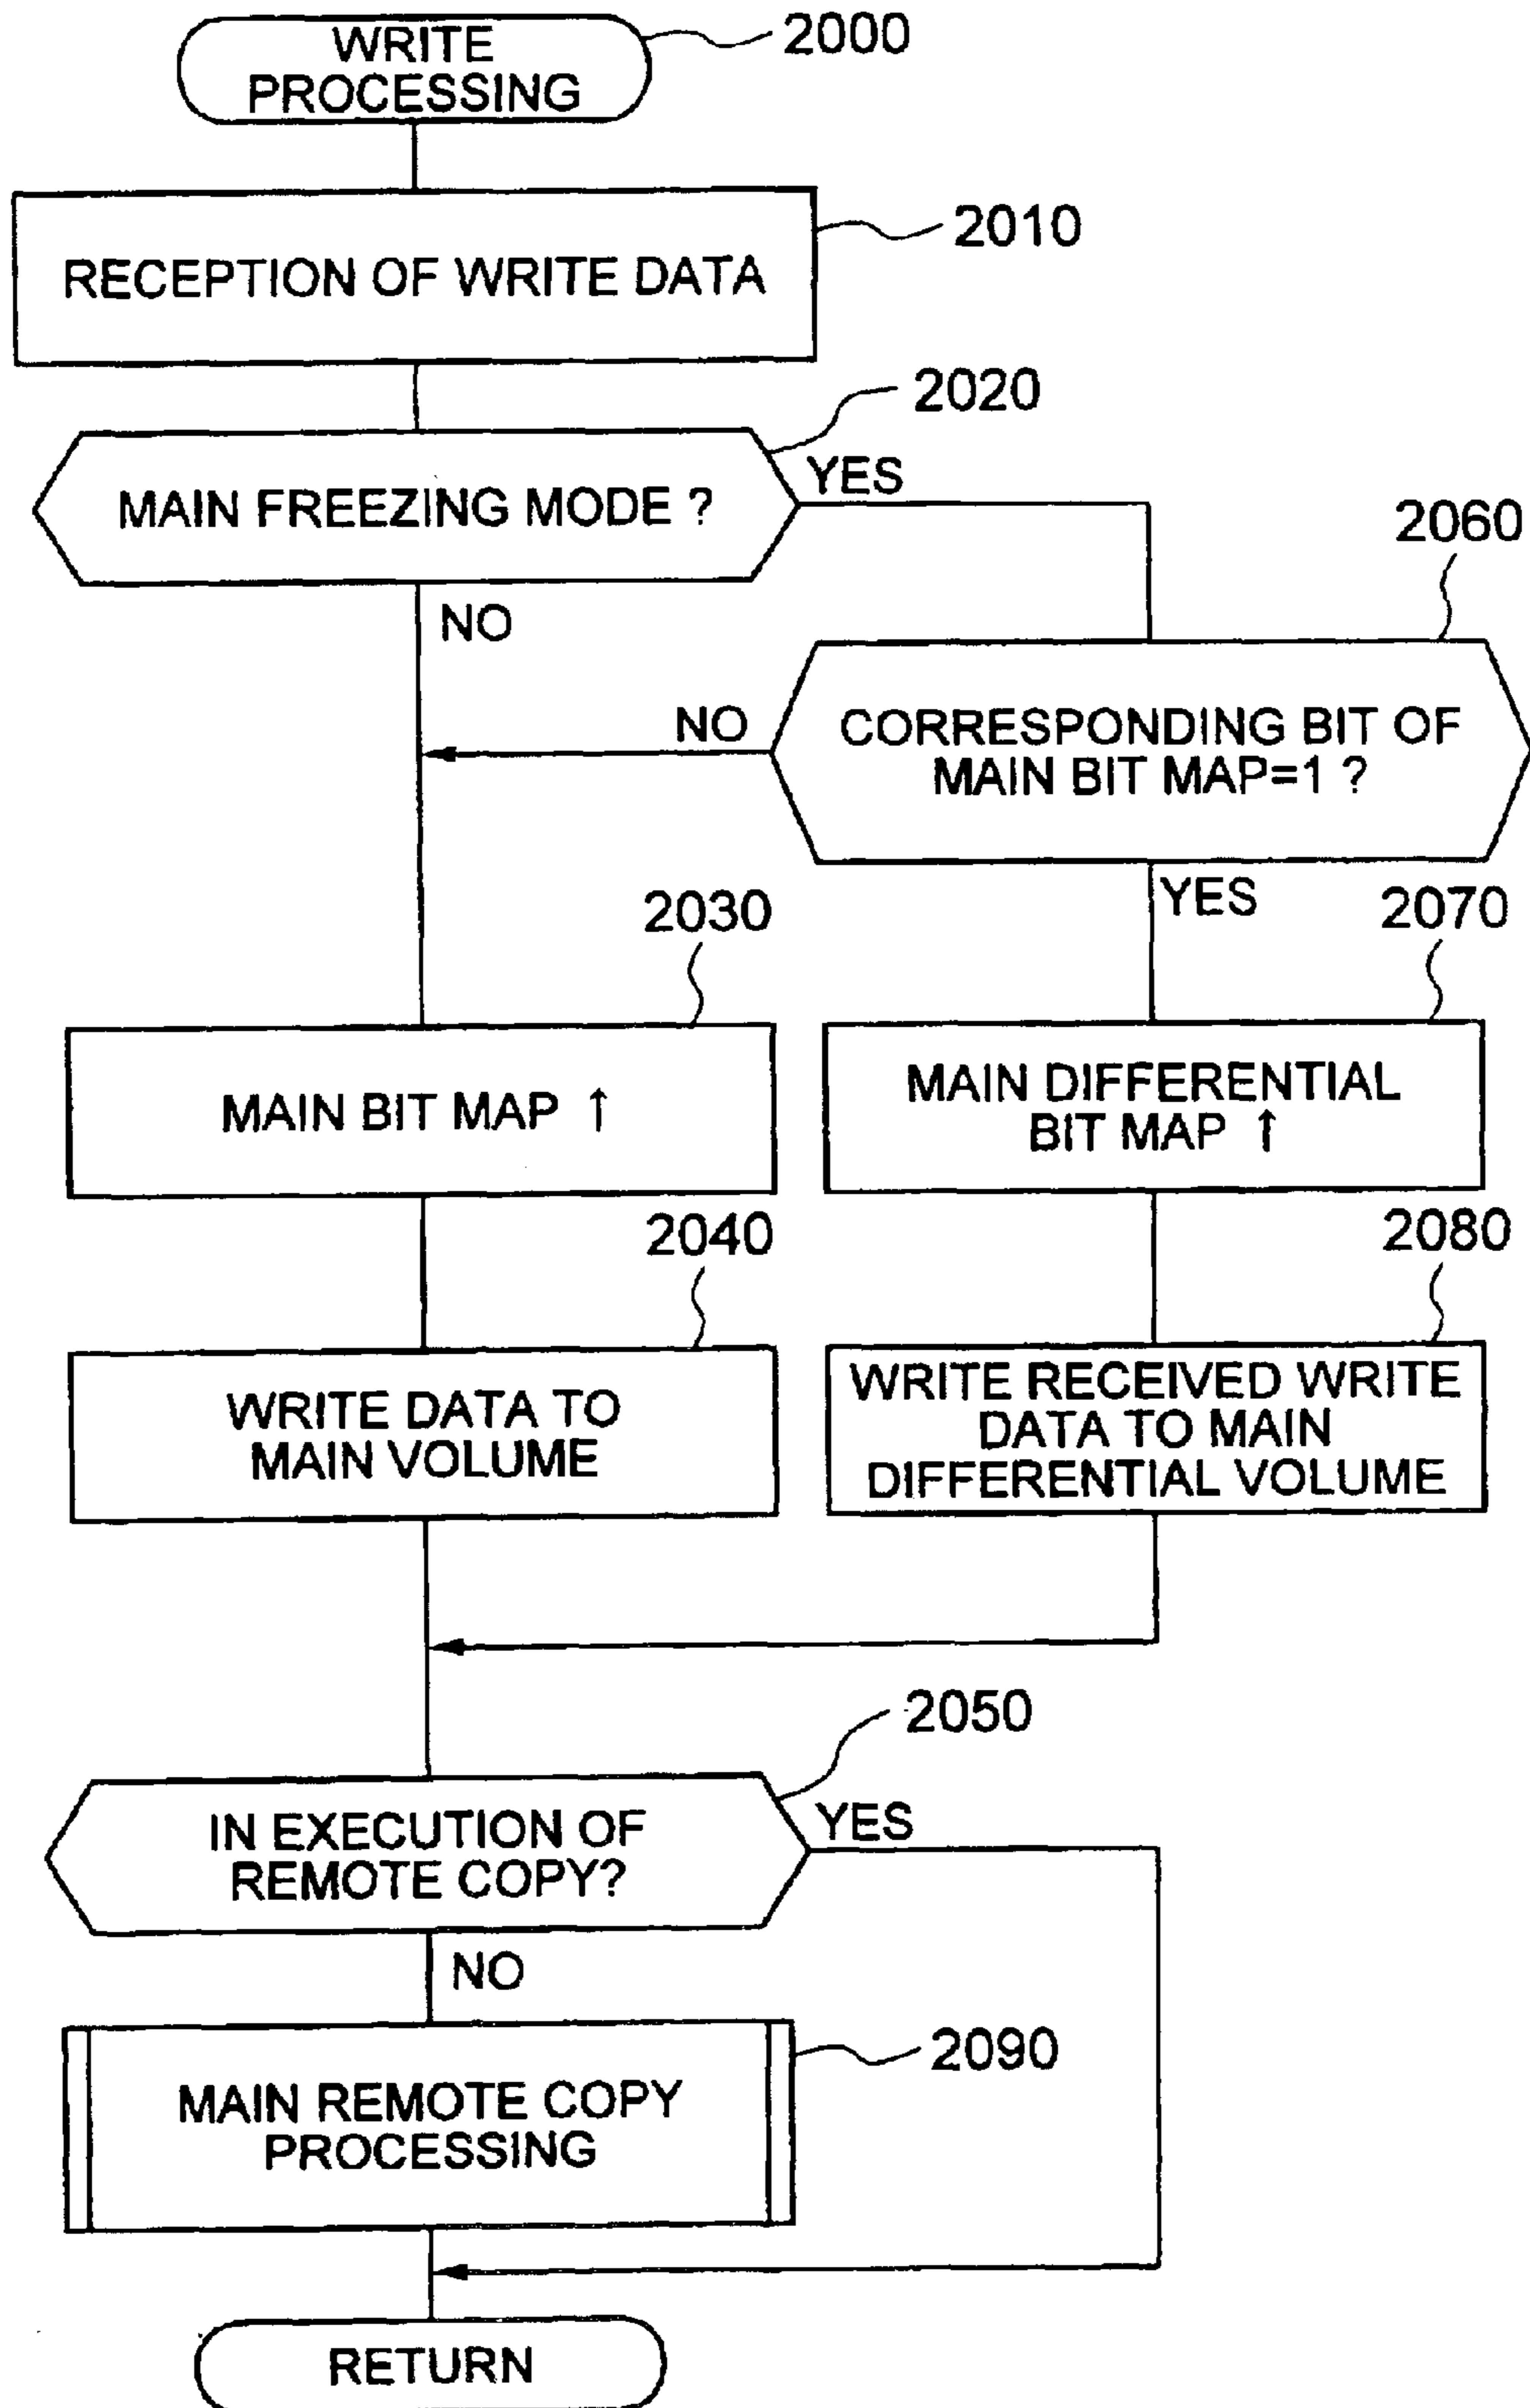 WRITE
PROCESSING
2000
RECEPTION OF WRITE DATA
2010
MAIN FREEZING MODE ?
2020
YES
NO
2060
CORRESPONDING BIT OF
MAIN BIT MAP=1 ?
NO
YES
2030
MAIN BIT MAP ↑
2070
MAIN DIFFERENTIAL
BIT MAP ↑
2040
WRITE DATA TO
MAIN VOLUME
2080
WRITE RECEIVED WRITE
DATA TO MAIN
DIFFERENTIAL VOLUME
2050
IN EXECUTION OF
REMOTE COPY?
YES
NO
2090
MAIN REMOTE COPY
PROCESSING
RETURN